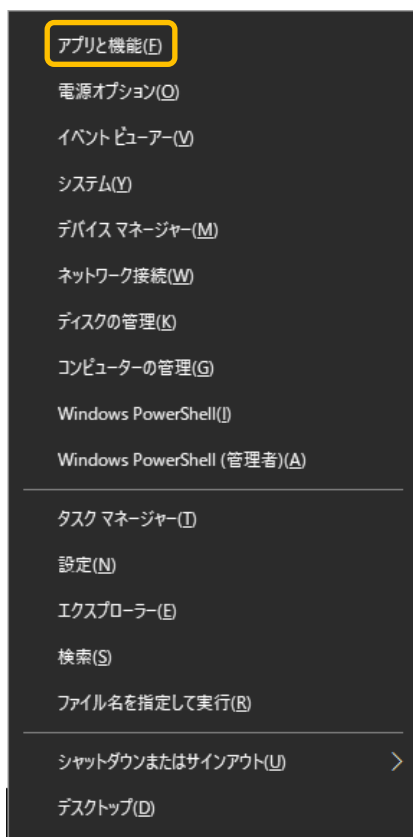 アプリと機能(F)
電源オプション(O)
イベント ビューアー(V)
システム(Y)
デバイス マネージャー(M)
ネットワーク接続(W)
ディスクの管理(K)
コンピューターの管理(G)
Windows PowerShell(I)
Windows PowerShell (管理者)(A)
タスク マネージャー(T)
設定(N)
エクスプローラー(E)
検索(S)
ファイル名を指定して実行(R)
シャットダウンまたはサインアウト(U)
デスクトップ(D)